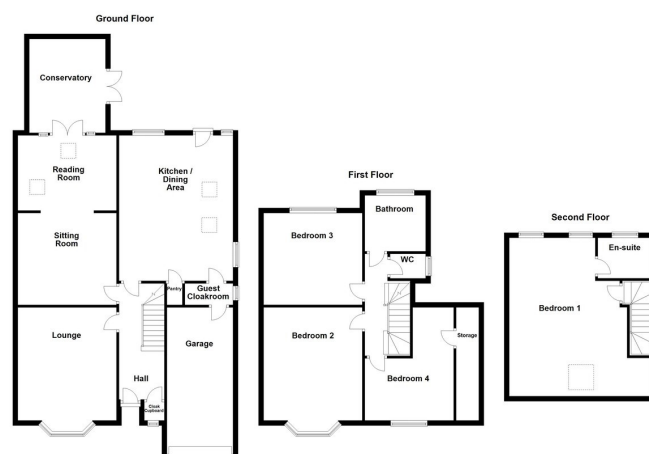 Ground Floor
Conservatory
Reading
Room
Kitchen /
Dining
Area
Sitting
Room
Pantry
Guest
Cloakroom
Lounge
Garage
Hall
Cloak
Cupboard
First Floor
Bathroom
Bedroom 3
WC
Bedroom 2
Storage
Bedroom 4
Second Floor
En-suite
Bedroom 1